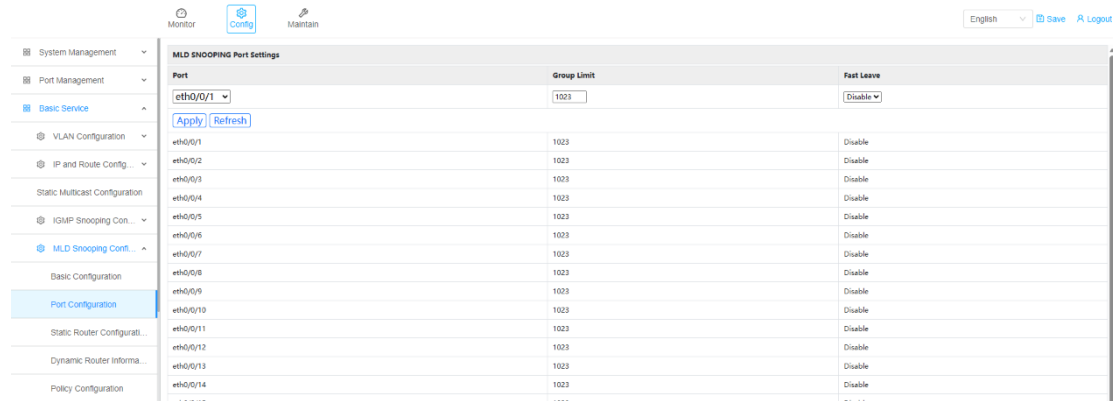 Monitor Config Maintain English Save Logout
System Management
Port Management
Basic Service
VLAN Configuration
IP and Route Config...
Static Multicast Configuration
IGMP Snooping Con...
MLD Snooping Confi...
Basic Configuration
Port Configuration
Static Router Configurati...
Dynamic Router Informa...
Policy Configuration
MLD SNOOPING Port Settings
Port Group Limit Fast Leave
eth0/0/1 1023 Disable
Apply Refresh
eth0/0/1 1023 Disable
eth0/0/2 1023 Disable
eth0/0/3 1023 Disable
eth0/0/4 1023 Disable
eth0/0/5 1023 Disable
eth0/0/6 1023 Disable
eth0/0/7 1023 Disable
eth0/0/8 1023 Disable
eth0/0/9 1023 Disable
eth0/0/10 1023 Disable
eth0/0/11 1023 Disable
eth0/0/12 1023 Disable
eth0/0/13 1023 Disable
eth0/0/14 1023 Disable